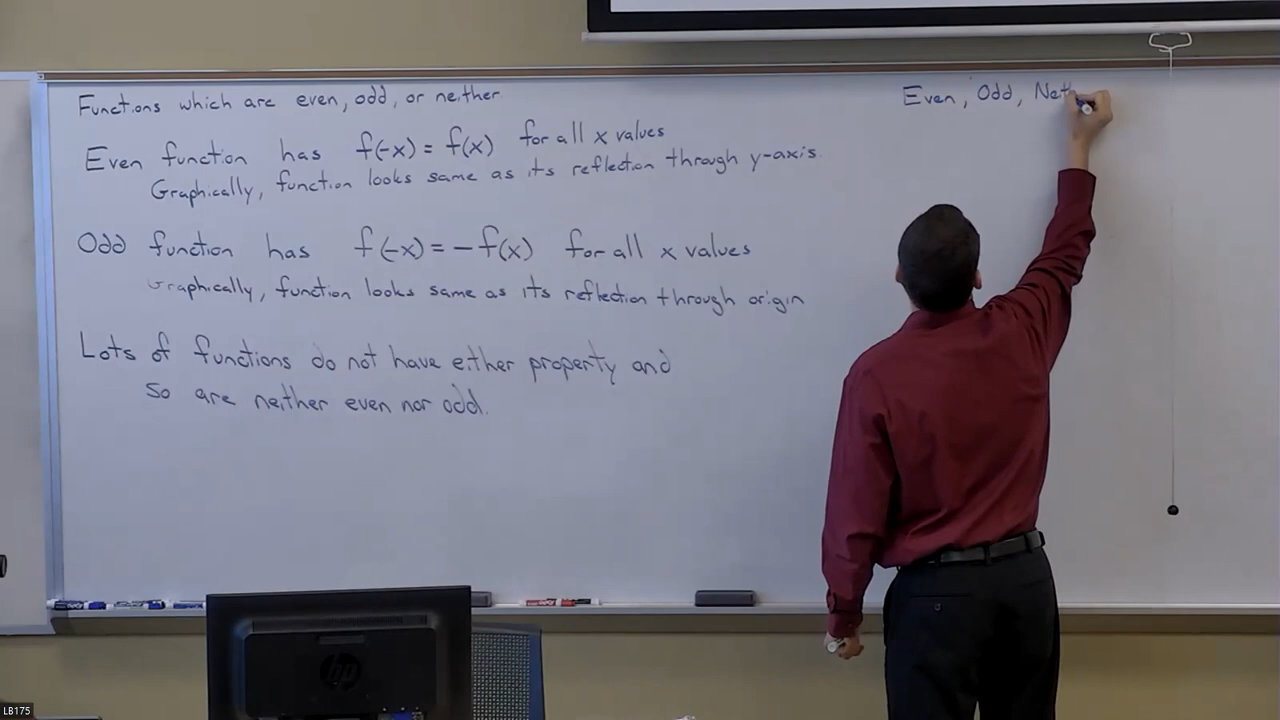 Functions which are even, odd, or neither
Even function has f(-x) = f(x) for all x values
Graphically, function looks same as its reflection through y-axis.
Odd function has f(-x) = -f(x) for all x values
Graphically, function looks same as its reflection through origin
Lots of functions do not have either property and
so are neither even nor odd.
Even, Odd, Net
hp
LB175